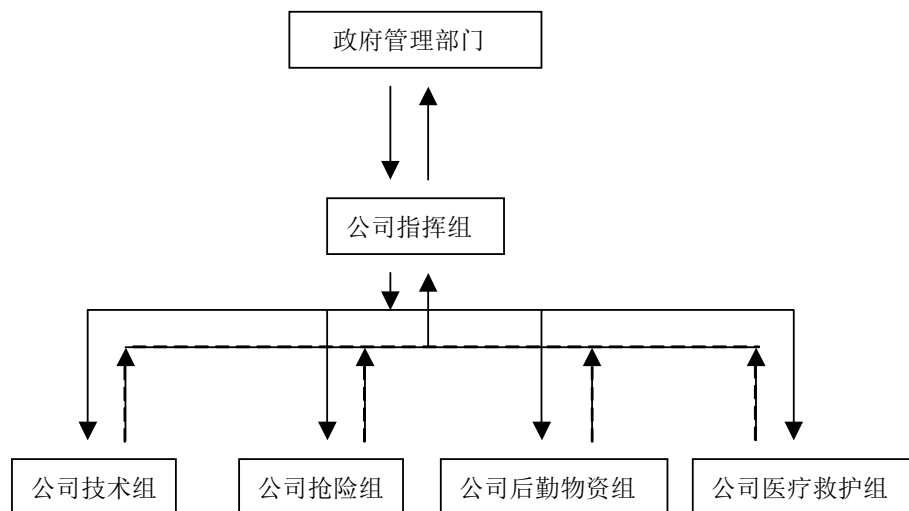 政府管理部门
公司指挥组
公司技术组
公司抢险组
公司后勤物资组
公司医疗救护组